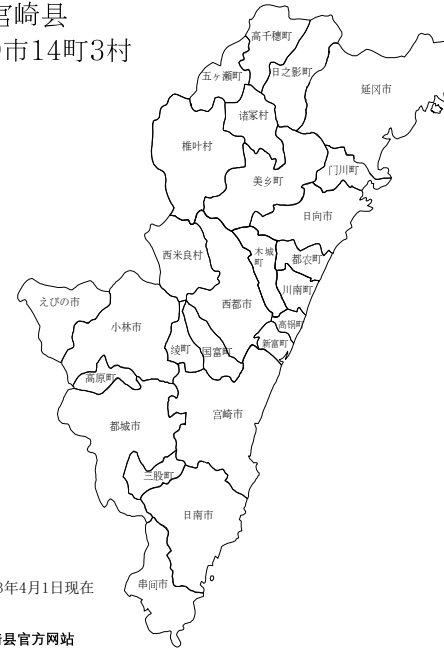 宮崎県
市14町3村
高千穂町
日之影町
五ヶ瀬町
延冈市
诸冢村
椎叶村
门川町
美乡町
日向市
西米良村
木城
町
都农町
川南町
西都市
えびの市
小林市
高锅町
新富町
绫町
国富町
高原町
宮崎市
都城市
三股町
日南市
串间市
年4月1日現在
县官方网站